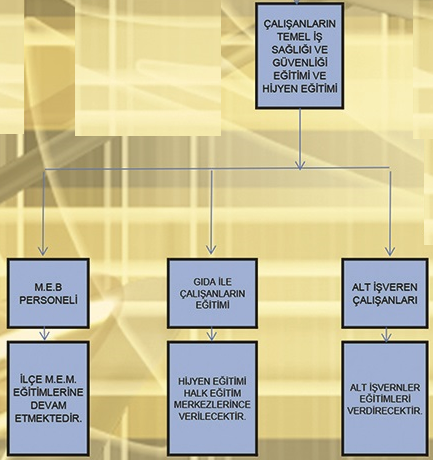 ÇALIŞANLARIN
TEMEL İŞ
SAĞLIĞI VE
GÜVENLİĞİ
EĞİTİMİ VE
HİJYEN EĞİTİMİ
M.E.B
PERSONELİ
GIDA İLE
ÇALIŞANLARIN
EĞİTİMİ
ALT İŞVEREN
ÇALIŞANLARI
İLÇE M.E.M.
EĞİTİMLERİNE
DEVAM
ETMEKTEDİR.
HİJYEN EĞİTİMİ
HALK EĞİTİM
MERKEZLERİNCE
VERİLECEKTİR.
ALT İŞVERNLER
EĞİTİMLERİ
VERDİRECEKTİR.